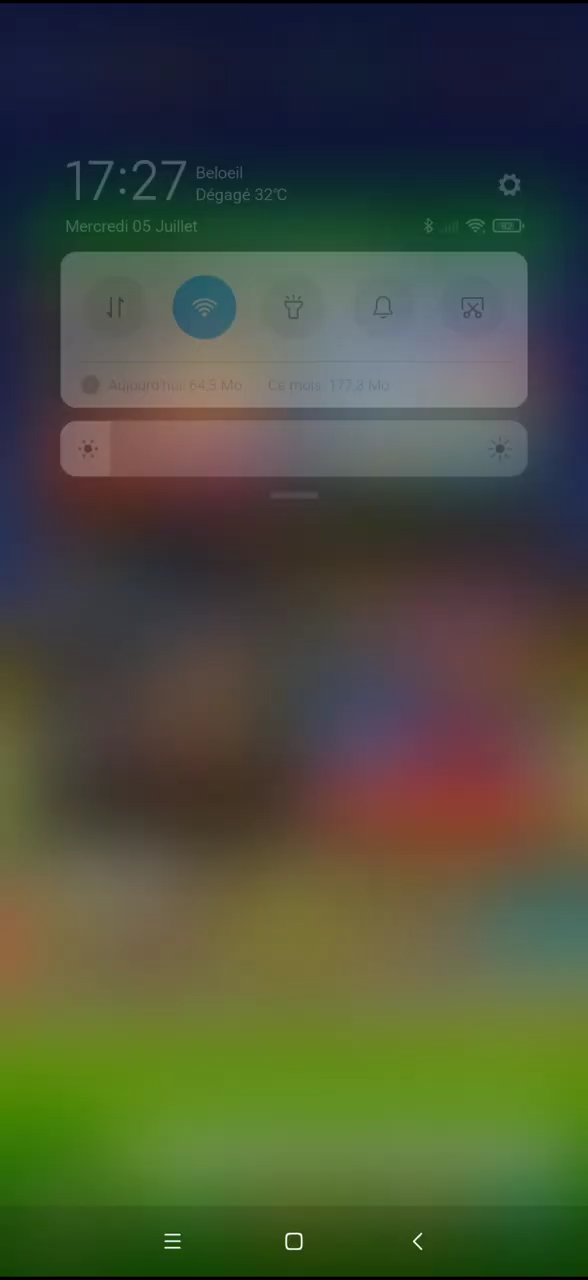 17:27
Beloeil
Dégagé 32°C
Mercredi 05 Juillet
Aujourd'hui: 64,3 Mo
Ce mois: 177,3 Mo